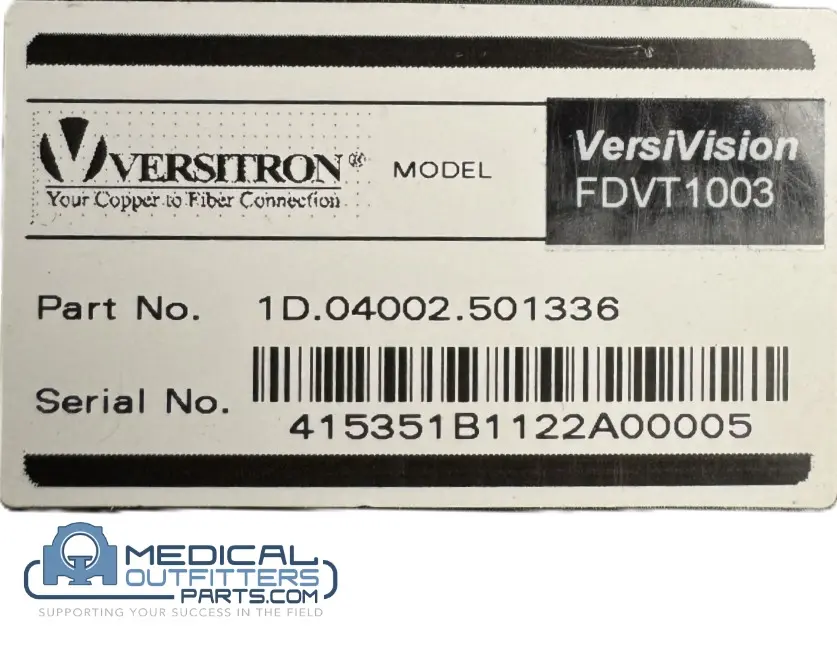 VERSITRON ®
Your Copper to Fiber Connection
MODEL
VersiVision
FDVT1003
Part No. 1D.04002.501336
Serial No. 415351B1122A00005
MEDICAL
OUTFITTERS
PARTS.COM
SUPPORTING YOUR SUCCESS IN THE FIELD